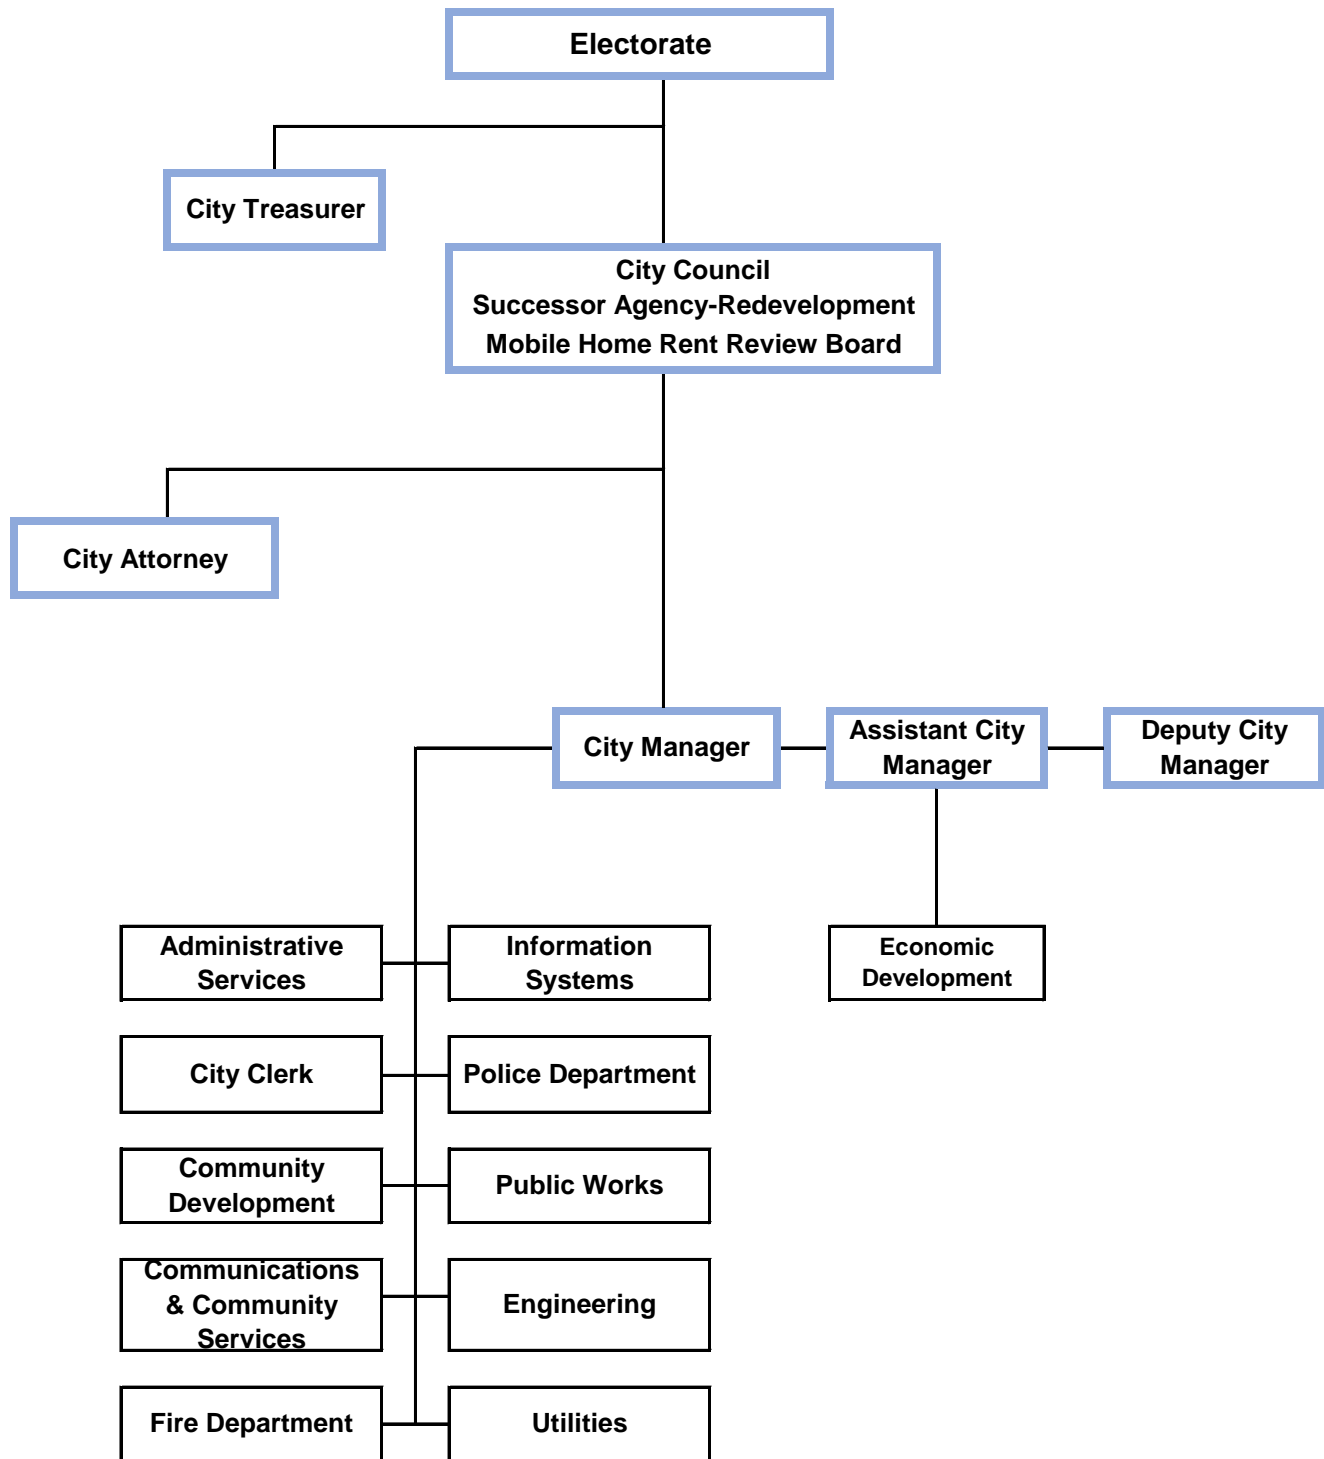 Electorate
City Treasurer
City Council
Successor Agency-Redevelopment
Mobile Home Rent Review Board
City Attorney
City Manager
Assistant City
Manager
Deputy City
Manager
Administrative
Services
Information
Systems
Economic
Development
City Clerk
Police Department
Community
Development
Public Works
Communications
& Community
Services
Engineering
Fire Department
Utilities